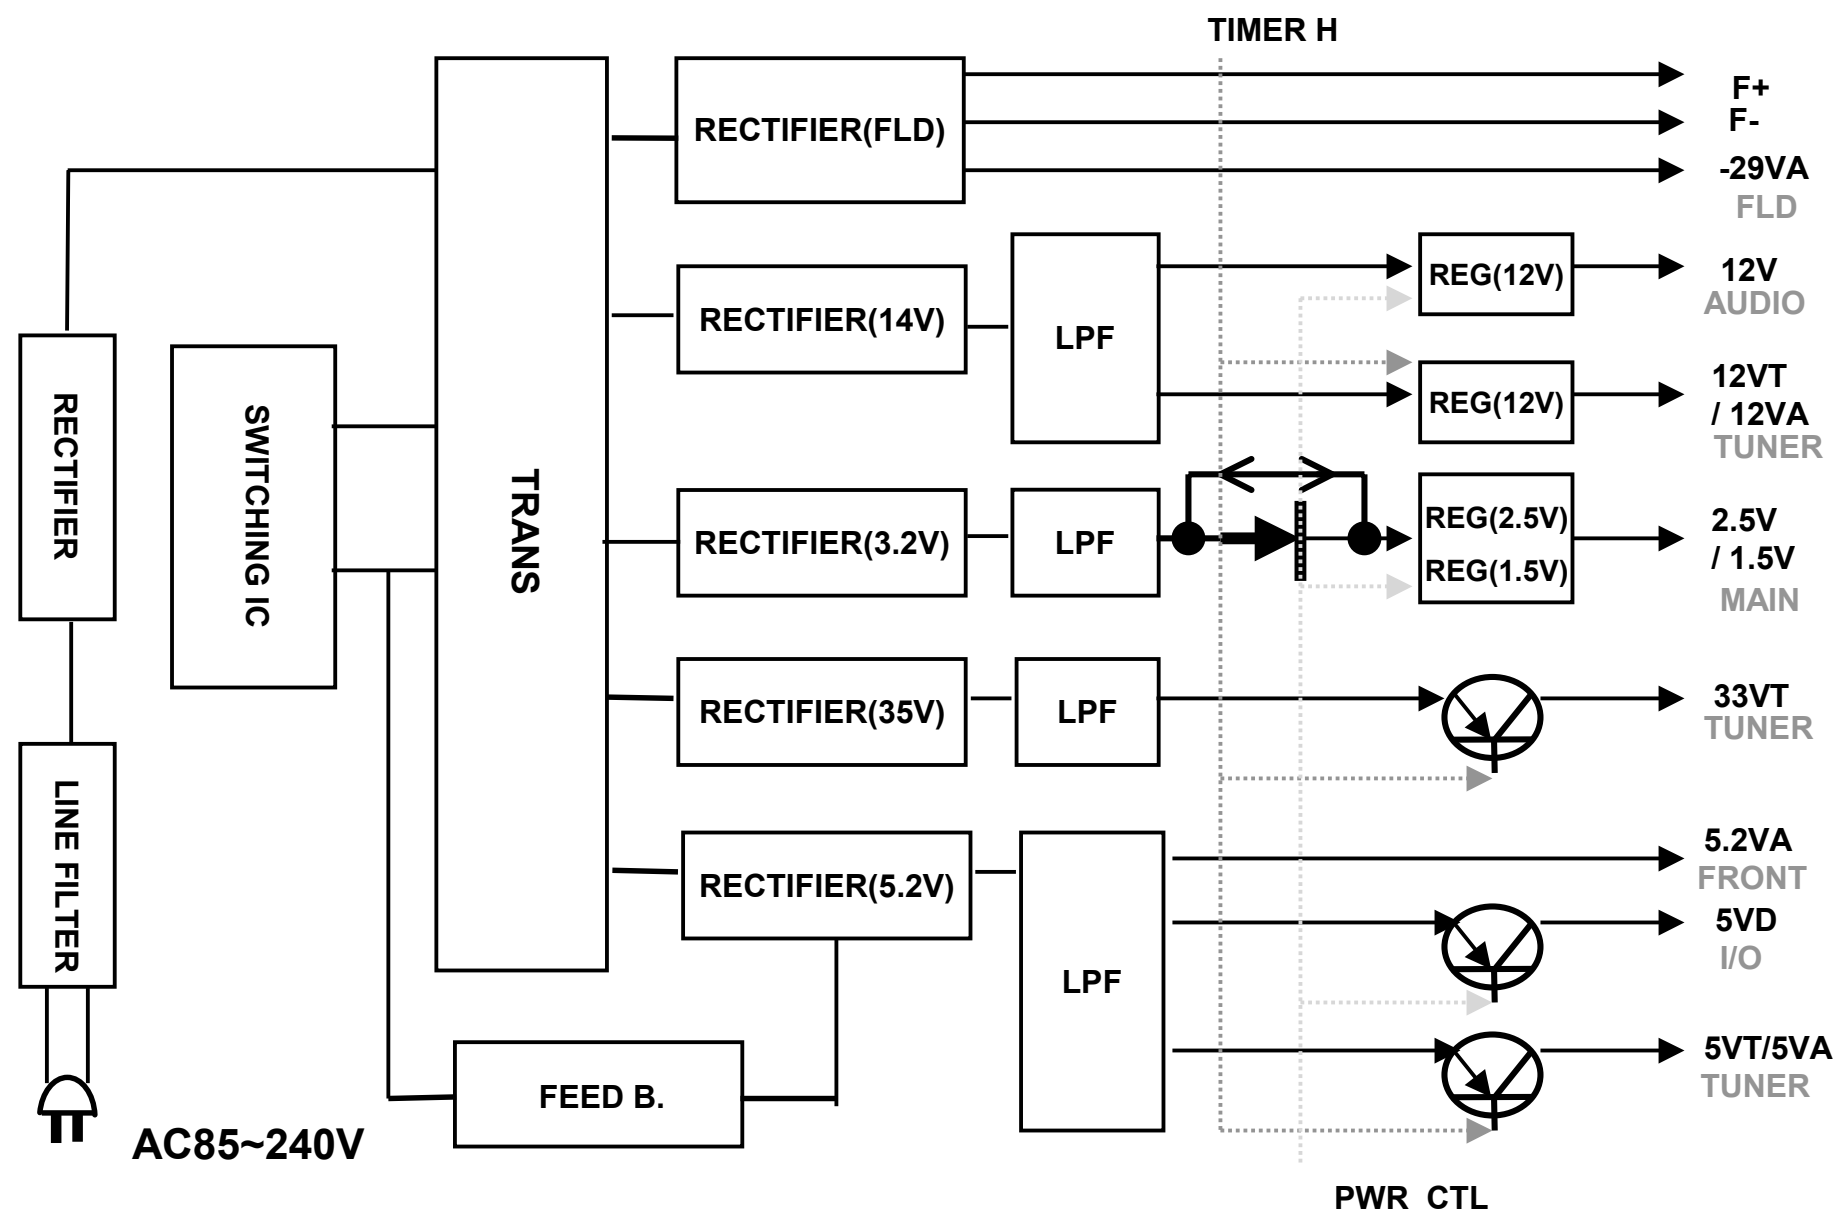 TIMER H
F+
F-
RECTIFIER(FLD)
-29VA
FLD
RECTIFIER(14V)
LPF
REG(12V)
12V
AUDIO
REG(12V)
12VT
/ 12VA
TUNER
RECTIFIER
SWITCHING IC
TRANS
RECTIFIER(3.2V)
LPF
REG(2.5V)
REG(1.5V)
2.5V
/ 1.5V
MAIN
RECTIFIER(35V)
LPF
33VT
TUNER
LINE FILTER
RECTIFIER(5.2V)
LPF
5.2VA
FRONT
5VD
I/O
5VT/5VA
TUNER
FEED B.
AC85~240V
PWR CTL